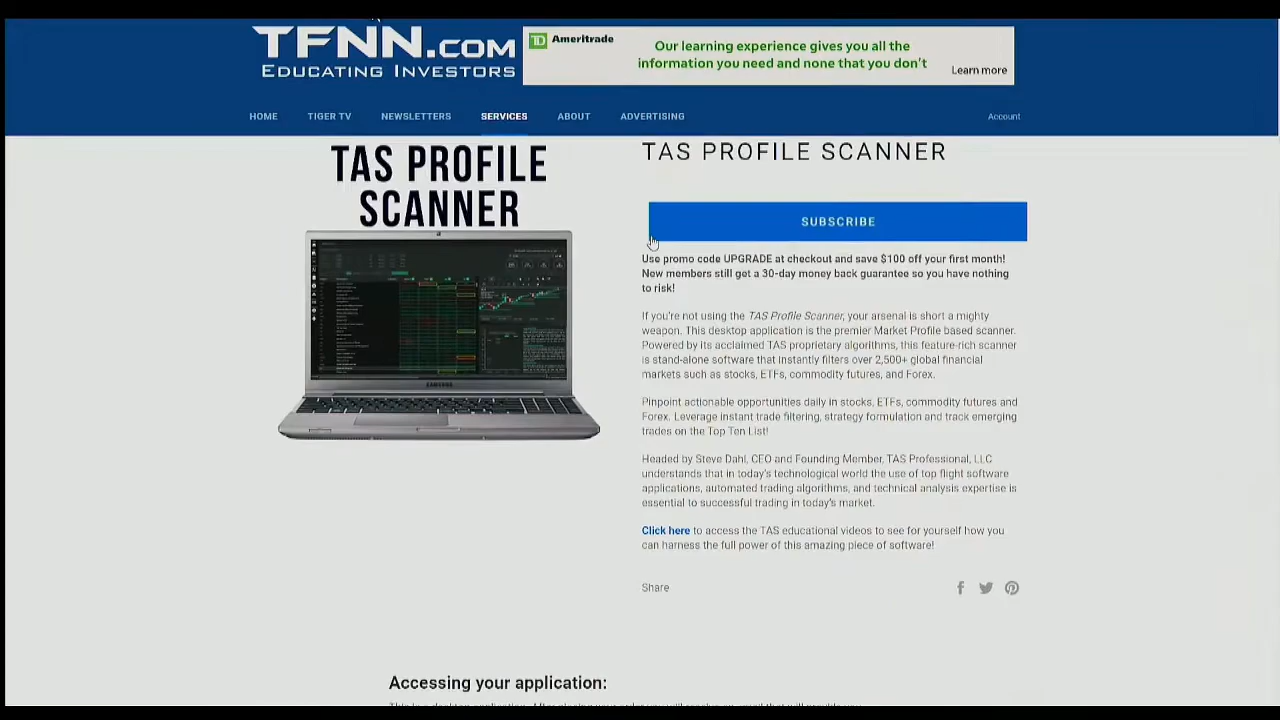 TFNN.COM
EDUCATING INVESTORS
TD Ameritrade
Our learning experience gives you all the
information you need and none that you don't
Learn more
HOME TIGER TV NEWSLETTERS SERVICES ABOUT ADVERTISING Account
TAS PROFILE
SCANNER
SAMSUNG
TAS PROFILE SCANNER
SUBSCRIBE
Use promo code UPGRADE at checkout and save $100 off your first month!
New members still get a 30-day money back guarantee so you have nothing
to risk!
If you're not using the TAS Profile Scanner, your arsenal is short a mighty
weapon. This desktop application is the premier Market Profile based scanner.
Powered by its acclaimed TAS proprietary algorithms, this feature-rich scanner
is stand-alone software that instantly filters over 2,500+ global financial
markets such as stocks, ETFs, commodity futures, and Forex.
Pinpoint actionable opportunities daily in stocks, ETFs, commodity futures and
Forex. Leverage instant trade filtering, strategy formulation and track emerging
trades on the Top Ten List!
Headed by Steve Dahl, CEO and Founding Member, TAS Professional, LLC
understands that in today's technological world the use of top flight software
applications, automated trading algorithms, and technical analysis expertise is
essential to successful trading in today's market.
Click here to access the TAS educational videos to see for yourself how you
can harness the full power of this amazing piece of software!
Share
Accessing your application: